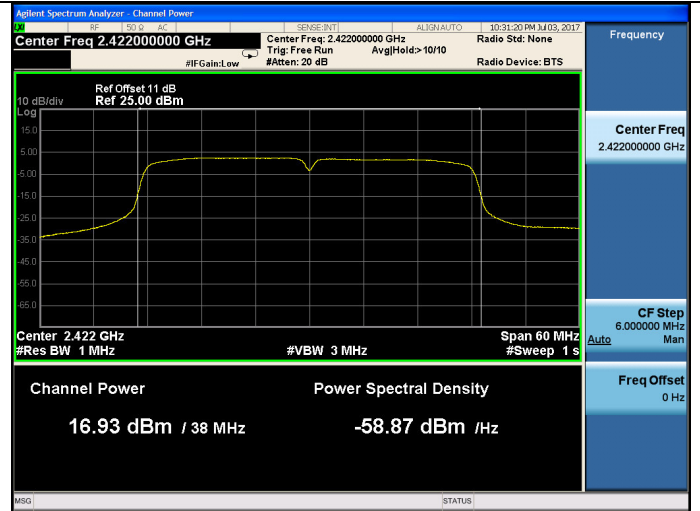 Agilent Spectrum Analyzer - Channel Power
LXI RF 50 Ω AC SENSE:INT ALIGN AUTO 10:31:20 PM Jul 03, 2017
Center Freq 2.422000000 GHz Center Freq: 2.422000000 GHz Radio Std: None
Trig: Free Run Avg|Hold:>10/10
#IFGain:Low #Atten: 20 dB Radio Device: BTS
Frequency
Ref Offset 11 dB
10 dB/div Ref 25.00 dBm
Log
15.0
5.00
-5.00
-15.0
-25.0
-35.0
-45.0
-55.0
-65.0
Center 2.422 GHz Span 60 MHz
#Res BW 1 MHz #VBW 3 MHz #Sweep 1 s
Channel Power Power Spectral Density
16.93 dBm / 38 MHz -58.87 dBm /Hz
Center Freq
2.422000000 GHz
CF Step
6.000000 MHz
Auto Man
Freq Offset
0 Hz
MSG STATUS